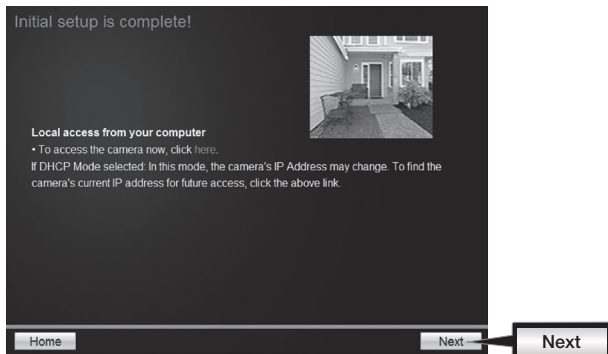 Initial setup is complete!
Local access from your computer
• To access the camera now, click here.
If DHCP Mode selected: In this mode, the camera's IP Address may change. To find the
camera's current IP address for future access, click the above link.
Home
Next
Next